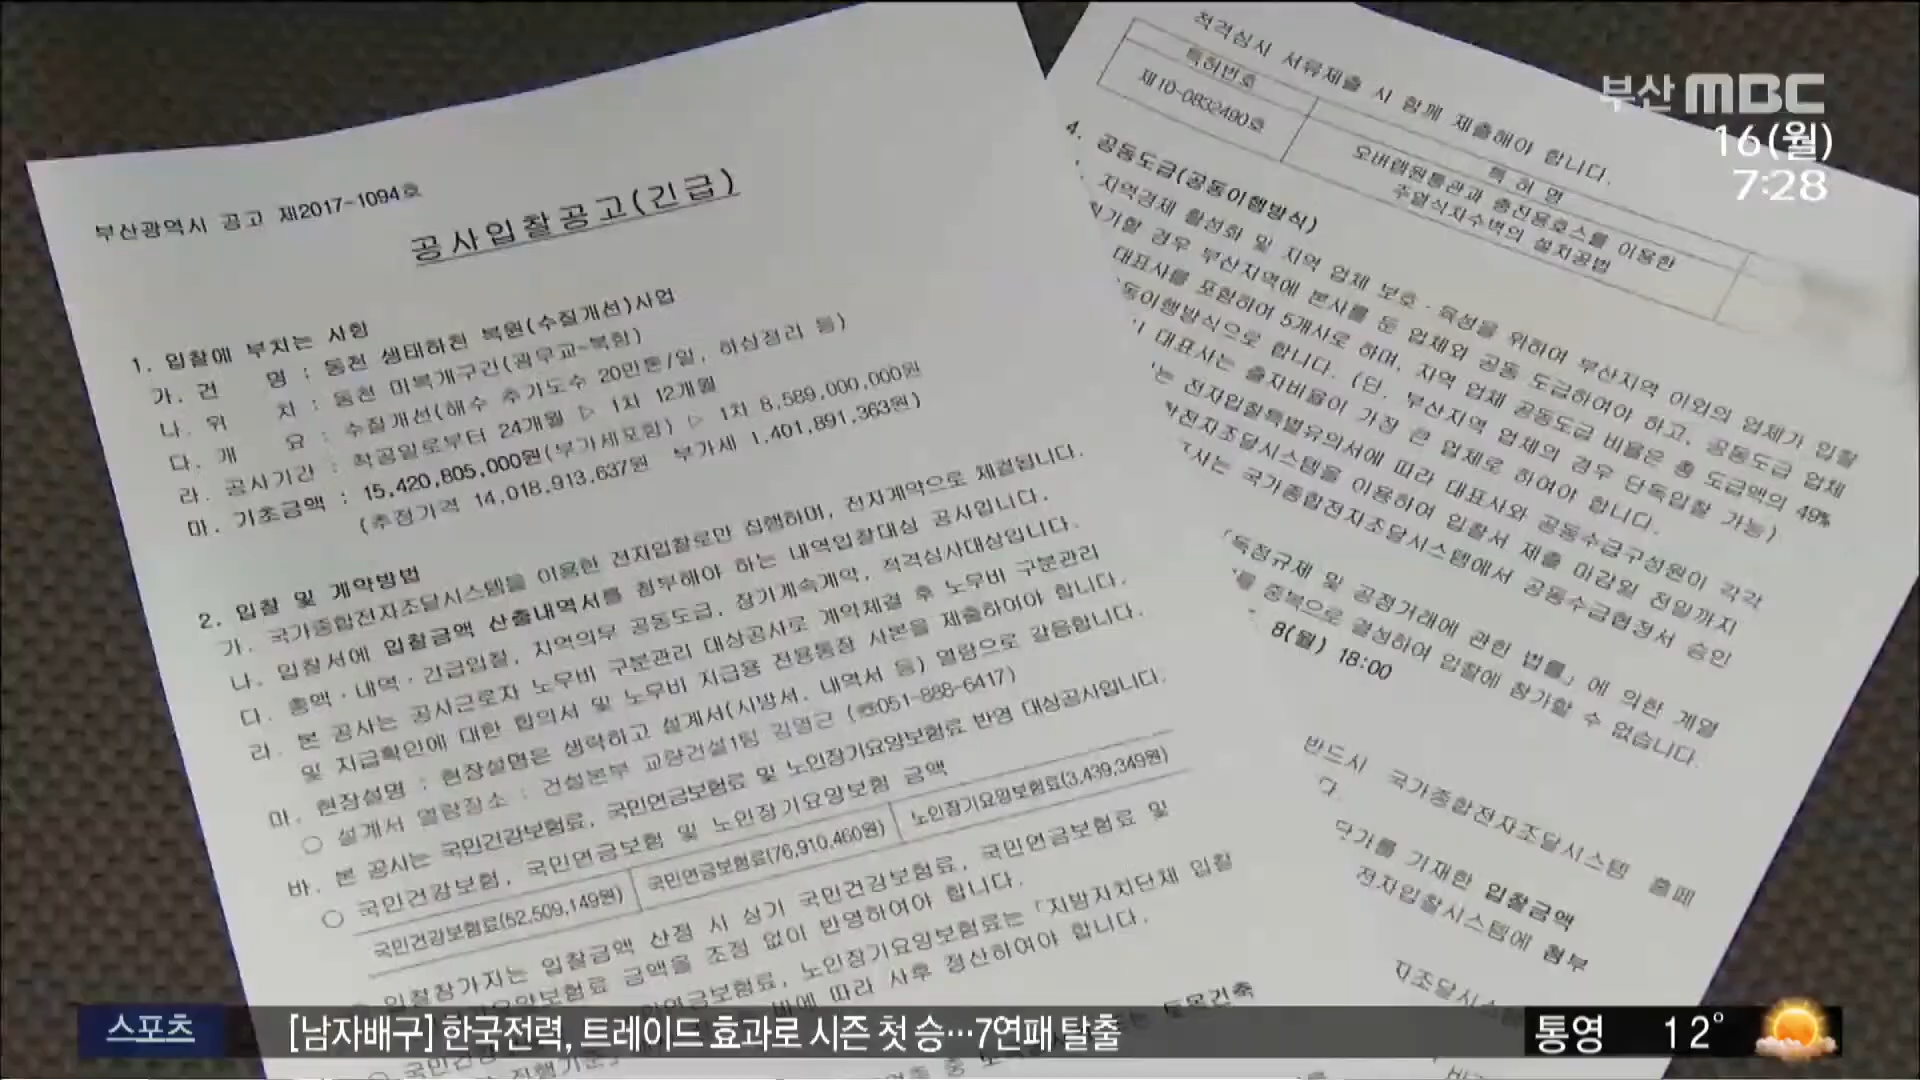 부산광역시 공고 제2017-1094호
공사입찰공고(긴급)
1. 입찰에 부치는 사항
가. 건 명 : 동천 생태하천 복원(수질개선)사업
나. 위 치 : 동천 미복개구간(광무교~북항)
다. 개 요 : 수질개선(해수 추가도수 20만톤/일, 하상정리 등)
라. 공사기간 : 착공일로부터 24개월 ▷ 1차 12개월
마. 기초금액 : 15,420,805,000원(부가세포함) ▷ 1차 8,589,000,000원
(추정가격 14,018,913,637원 부가세 1,401,891,363원)
2. 입찰 및 계약방법
가. 국가종합전자조달시스템을 이용한 전자입찰로만 집행하며, 전자계약으로 체결됩니다.
나. 입찰서에 입찰금액 산출내역서를 첨부해야 하는 내역입찰대상 공사입니다.
다. 총액·내역·긴급입찰, 지역의무 공동도급, 장기계속계약, 적격심사대상입니다.
라. 본 공사는 공사근로자 노무비 구분관리 대상공사로 계약체결 후 노무비 구분관리
및 지급확인에 대한 합의서 및 노무비 지급용 전용통장 사본을 제출하여야 합니다.
마. 현장설명 : 현장설명은 생략하고 설계서(시방서, 내역서 등) 열람으로 갈음합니다.
○ 설계서 열람장소 : 건설본부 교량건설1팀 김영근 (☏051-888-6417)
바. 본 공사는 국민건강보험료, 국민연금보험료 및 노인장기요양보험료 반영 대상공사입니다.
○ 국민건강보험, 국민연금보험 및 노인장기요양보험 금액
국민건강보험료(52,509,149원) 국민연금보험료(76,910,460원) 노인장기요양보험료(3,439,349원)
입찰참가자는 입찰금액 산정 시 상기 국민건강보험료, 국민연금보험료 및
요양보험료 금액을 조정 없이 반영하여야 합니다.
연금보험료, 노인장기요양보험료는 「지방자치단체 입찰
바에 따라 사후 정산하여야 합니다.
토목건축
적격심사 서류제출 시 함께 제출해야 합니다.
특허번호 특 허 명
제10-0832490호 오버랩원통관과 충진용호스를 이용한
주열식차수벽의 설치공법
4. 공동도급(공동이행방식)
지역경제 활성화 및 지역 업체 보호·육성을 위하여 부산지역 이외의 업체가 입찰
참가할 경우 부산지역에 본사를 둔 업체와 공동 도급하여야 하고, 공동도급 업체
대표사를 포함하여 5개사로 하며, 지역 업체 공동도급 비율은 총 도급액의 49%
동이행방식으로 합니다. (단, 부산지역 업체의 경우 단독입찰 가능)
대표사는 출자비율이 가장 큰 업체로 하여야 합니다.
는 전자입찰특별유의서에 따라 대표사와 공동수급구성원이 각각
전자조달시스템을 이용하여 입찰서 제출 마감일 전일까지
사는 국가종합전자조달시스템에서 공동수급협정서 승인
8(월) 18:00
「독점규제 및 공정거래에 관한 법률」에 의한 계열
를 중복으로 결성하여 입찰에 참가할 수 없습니다.
반드시 국가종합전자조달시스템 홈페
다.
단가를 기재한 입찰금액
전자입찰시스템에 첨부
자조달시스
부산MBC
16(월)
7:28
스포츠
[남자배구] 한국전력, 트레이드 효과로 시즌 첫 승…7연패 탈출
통영 12°